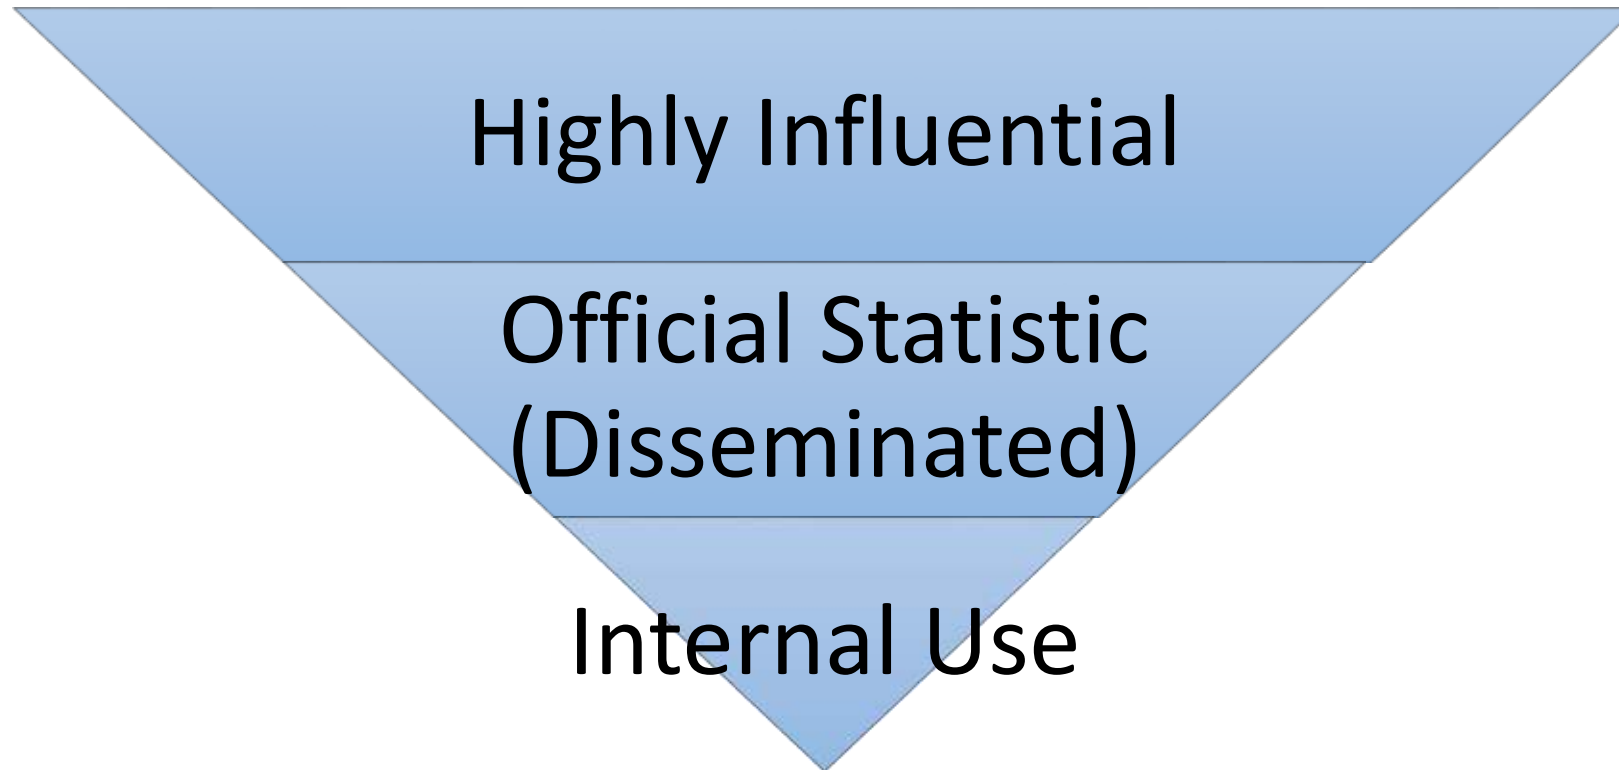 Highly Influential
Official Statistic
(Disseminated)
Internal Use